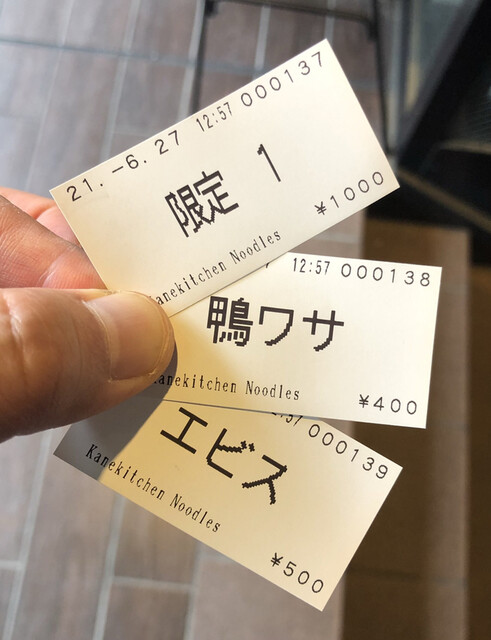 21.-6.27 12:57 000137
限定 1
¥1000
Kanekitchen Noodles
12:57 000138
鴨ワサ
Kanekitchen Noodles
¥400
000139
エビス
Kanekitchen Noodles
¥500